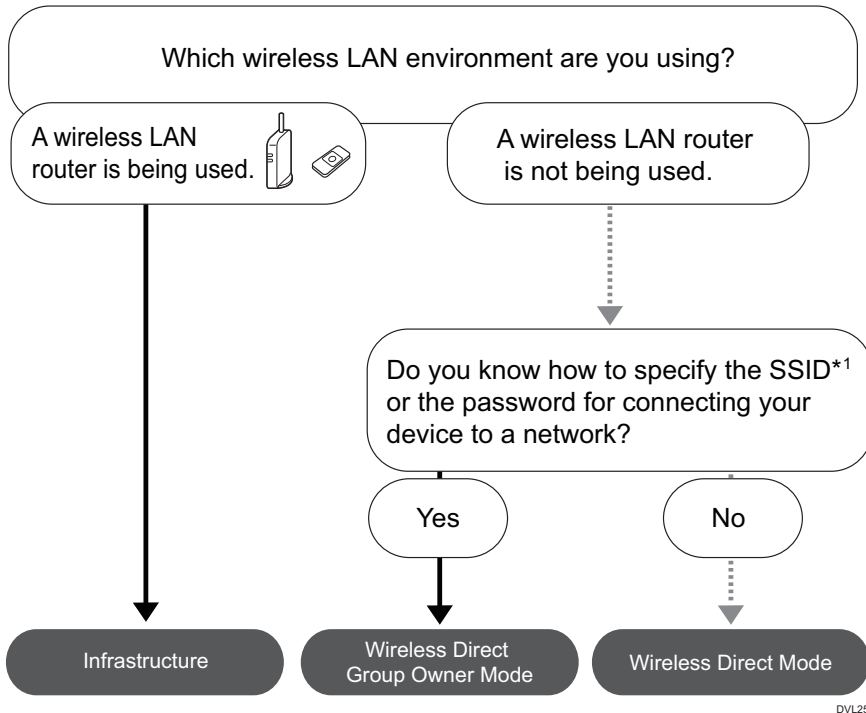 Which wireless LAN environment are you using?
A wireless LAN
router is being used.
A wireless LAN router
is not being used.
Do you know how to specify the SSID*1
or the password for connecting your
device to a network?
Yes
No
Infrastructure
Wireless Direct
Group Owner Mode
Wireless Direct Mode
DVL25